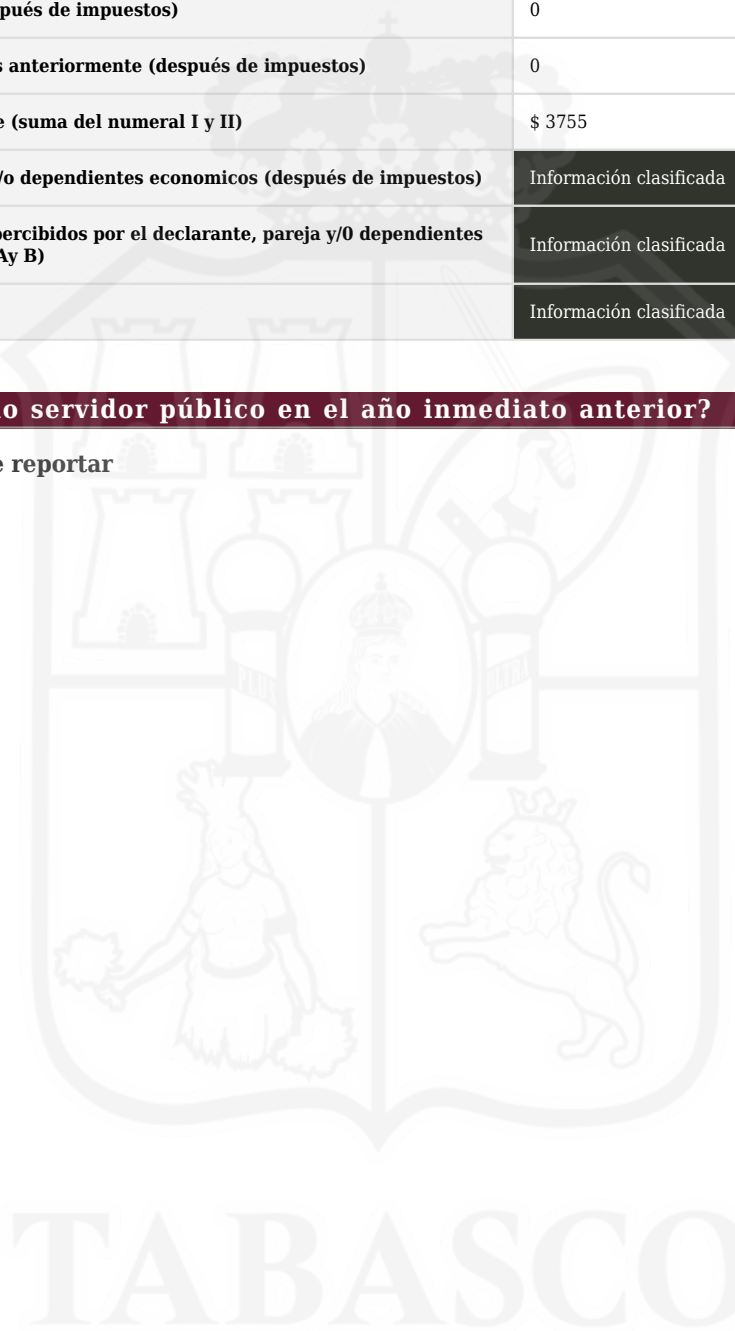 pués de impuestos) 0
s anteriormente (después de impuestos) 0
e (suma del numeral I y II) $ 3755
/o dependientes economicos (después de impuestos) Información clasificada
percibidos por el declarante, pareja y/0 dependientes Información clasificada
Ay B)
Información clasificada
o servidor público en el año inmediato anterior?
e reportar
PLUS ULTRA
TABASCO